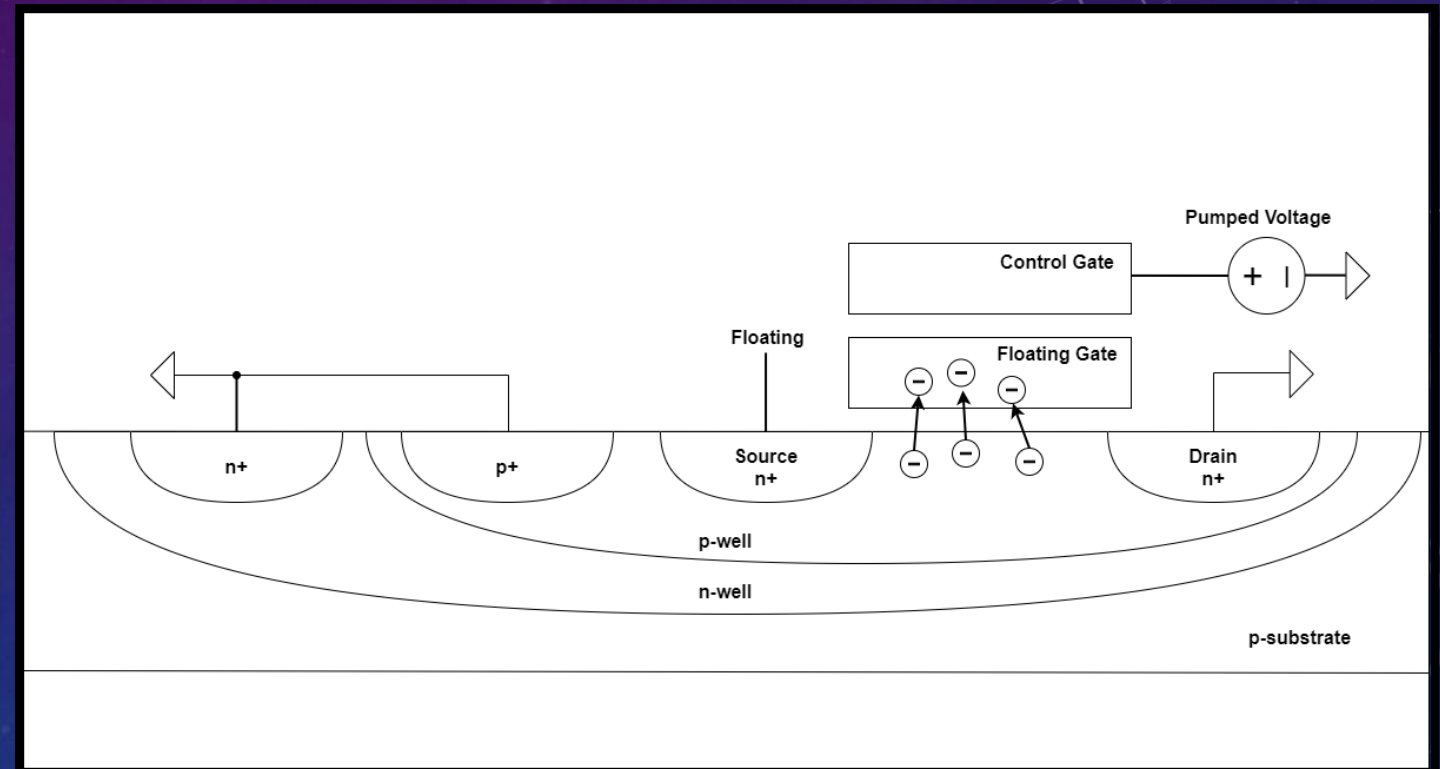 Pumped Voltage
Control Gate
+ −
Floating
Floating Gate
− − −
− − −
n+
p+
Source
n+
Drain
n+
p-well
n-well
p-substrate